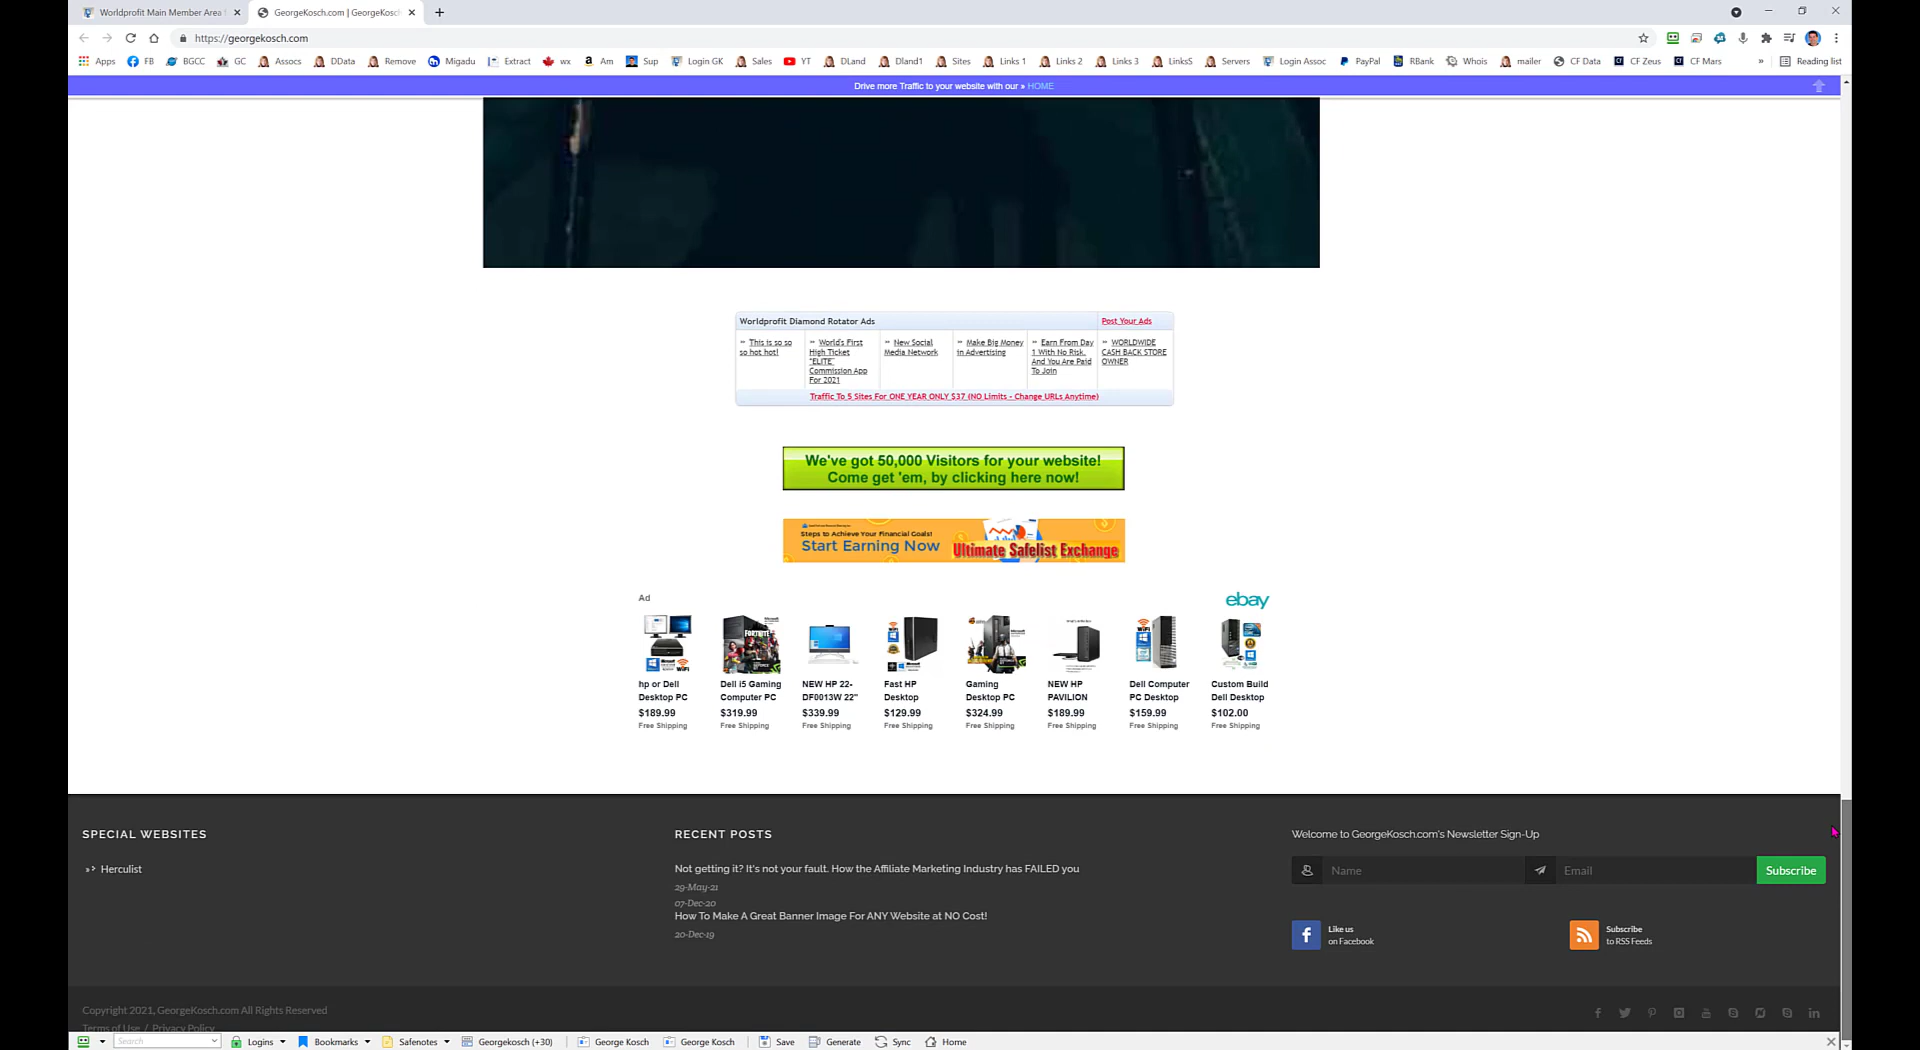 Worldprofit Main Member Area
GeorgeKosch.com | GeorgeKosch
https://georgekosch.com
Apps FB BGCC GC Assocs DData Remove Migadu Extract wx Am Sup Login GK Sales YT DLand Dland1 Sites Links 1 Links 2 Links 3 LinksS Servers Login Assoc PayPal RBank Whois mailer CF Data CF Zeus CF Mars » Reading list
Drive more Traffic to your website with our » HOME
Worldprofit Diamond Rotator Ads Post Your Ads
This is so so so hot hot!
World's First High Ticket "ELITE" Commission App For 2021
New Social Media Network
Make Big Money in Advertising
Earn From Day 1 With No Risk. And You Are Paid To Join
WORLDWIDE CASH BACK STORE OWNER
Traffic To 5 Sites For ONE YEAR ONLY $37 (NO Limits - Change URLs Anytime)
We've got 50,000 Visitors for your website!
Come get 'em, by clicking here now!
Steps to Achieve Your Financial Goals!
Start Earning Now Ultimate Safelist Exchange
Ad ebay
FORTNITE
hp or Dell Desktop PC $189.99 Free Shipping
Dell i5 Gaming Computer PC $319.99 Free Shipping
NEW HP 22-DF0013W 22" $339.99 Free Shipping
Fast HP Desktop $129.99 Free Shipping
Gaming Desktop PC $324.99 Free Shipping
NEW HP PAVILION $189.99 Free Shipping
Dell Computer PC Desktop $159.99 Free Shipping
Custom Build Dell Desktop $102.00 Free Shipping
SPECIAL WEBSITES
Herculist
RECENT POSTS
Not getting it? It's not your fault. How the Affiliate Marketing Industry has FAILED you
29-May-21
07-Dec-20
How To Make A Great Banner Image For ANY Website at NO Cost!
20-Dec-19
Welcome to GeorgeKosch.com's Newsletter Sign-Up
Name Email Subscribe
Like us
on Facebook
Subscribe
to RSS Feeds
Copyright 2021, GeorgeKosch.com All Rights Reserved
Terms of Use / Privacy Policy
Search Logins Bookmarks Safenotes Georgekosch (+30) George Kosch George Kosch Save Generate Sync Home